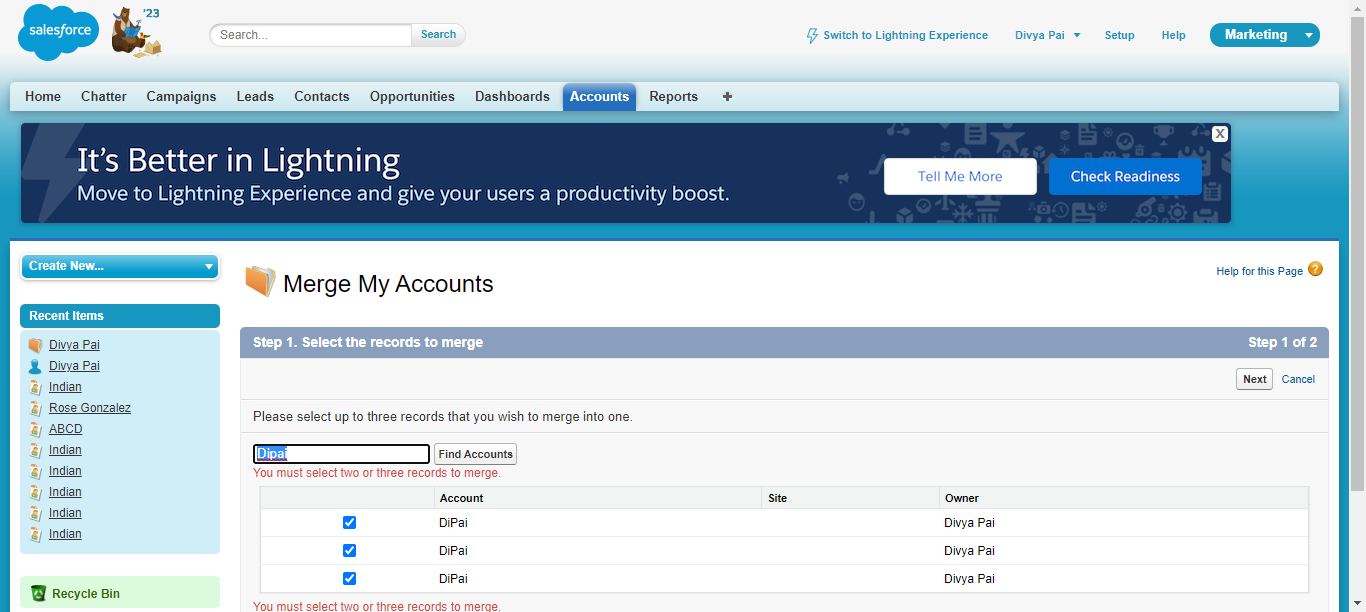 salesforce
'23
Search...
Search
Switch to Lightning Experience
Divya Pai
Setup
Help
Marketing
Home
Chatter
Campaigns
Leads
Contacts
Opportunities
Dashboards
Accounts
Reports
+
It's Better in Lightning
Move to Lightning Experience and give your users a productivity boost.
Tell Me More
Check Readiness
X
Create New...
Recent Items
Divya Pai
Divya Pai
Indian
Rose Gonzalez
ABCD
Indian
Indian
Indian
Indian
Indian
Recycle Bin
Merge My Accounts
Help for this Page ?
Step 1. Select the records to merge
Step 1 of 2
Next
Cancel
Please select up to three records that you wish to merge into one.
Dipai
Find Accounts
You must select two or three records to merge.
Account Site Owner
DiPai Divya Pai
DiPai Divya Pai
DiPai Divya Pai
You must select two or three records to merge.